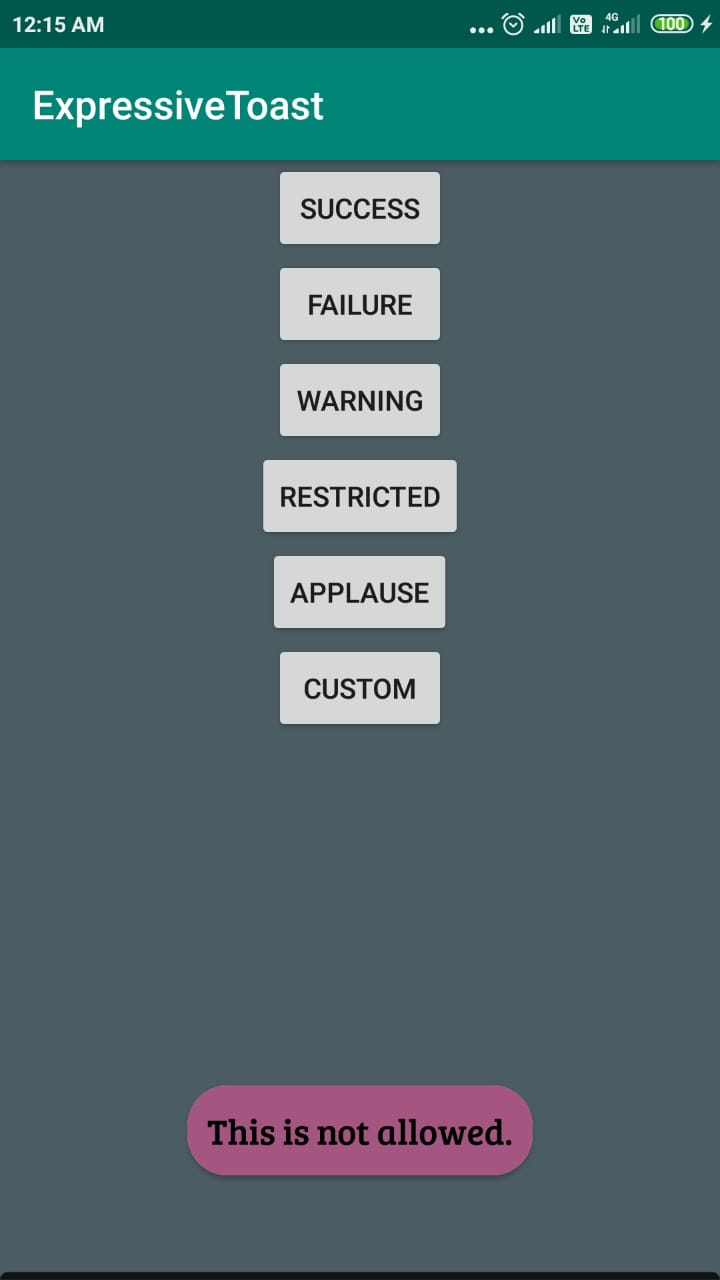 12:15 AM
Vo LTE
4G
100
ExpressiveToast
SUCCESS
FAILURE
WARNING
RESTRICTED
APPLAUSE
CUSTOM
This is not allowed.